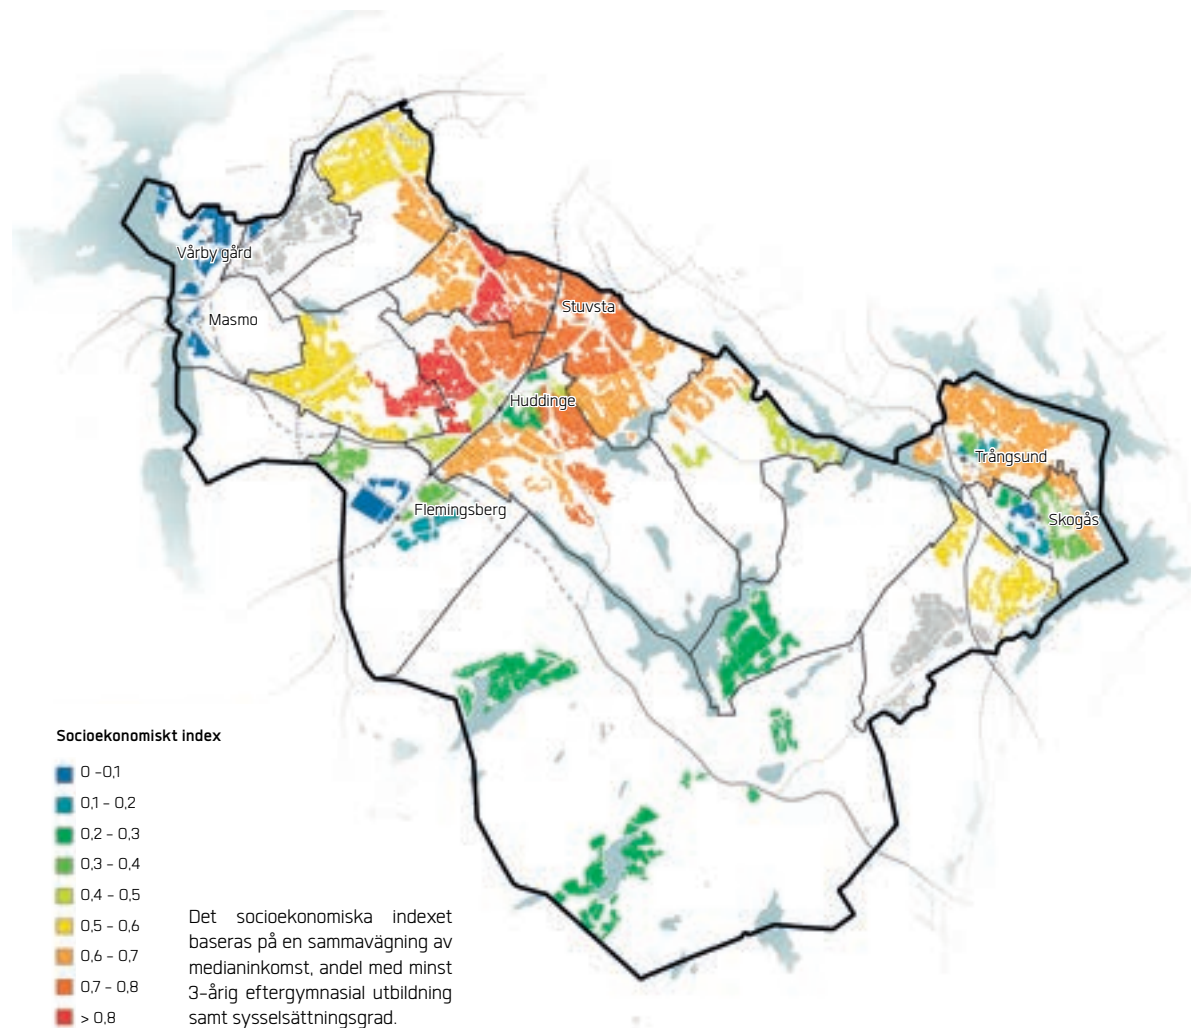 Vårby gård
Masmo
Stuvsta
Huddinge
Trångsund
Skogås
Flemingsberg
Socioekonomiskt index
0 -0,1
0,1 - 0,2
0,2 - 0,3
0,3 - 0,4
0,4 - 0,5
0,5 - 0,6
0,6 - 0,7
0,7 - 0,8
> 0,8
Det socioekonomiska indexet
baseras på en sammavägning av
medianinkomst, andel med minst
3-årig eftergymnasial utbildning
samt sysselsättningsgrad.